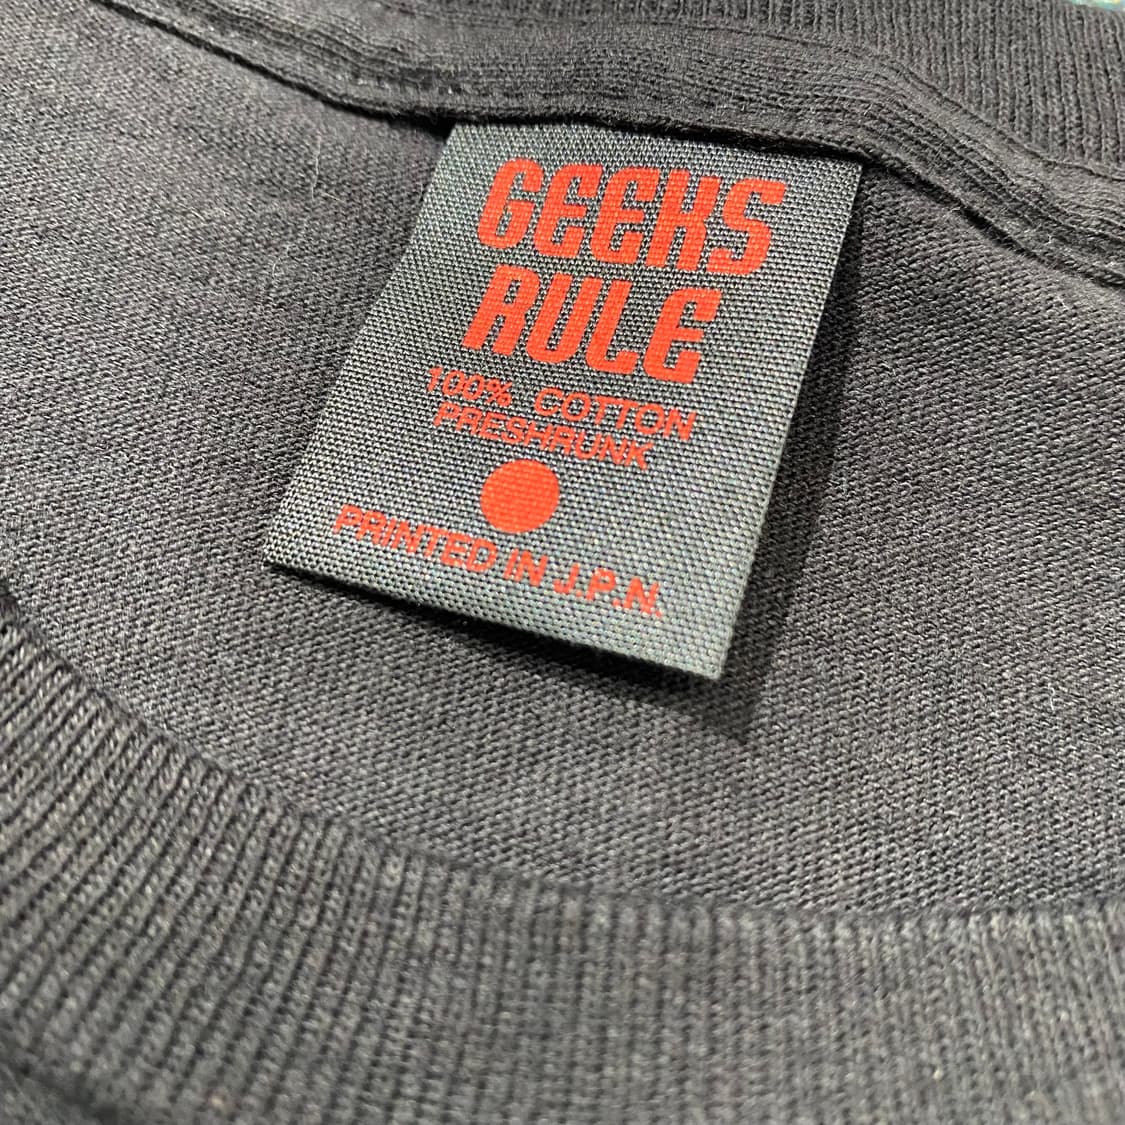 GEEKS
RULE
100% COTTON
PRESHRUNK
PRINTED IN J.P.N.